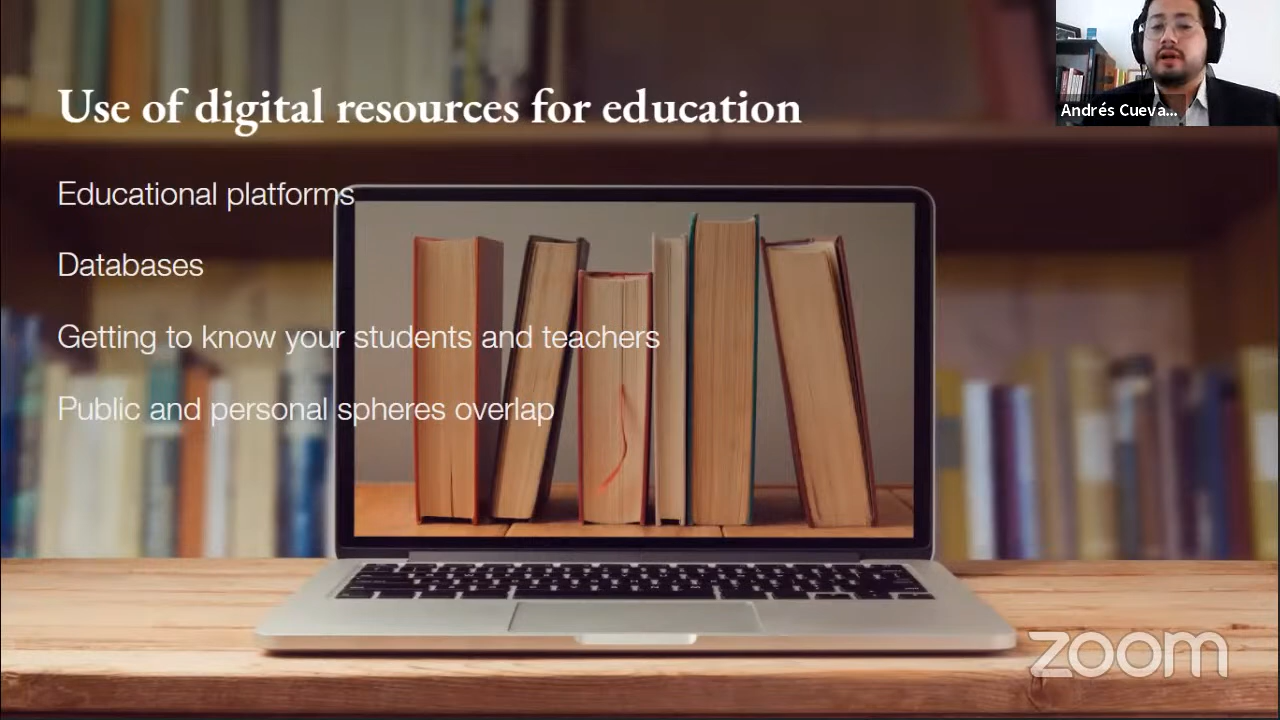 Use of digital resources for education
Andrés Cueva...
Educational platforms
Databases
Getting to know your students and teachers
Public and personal spheres overlap
zoom